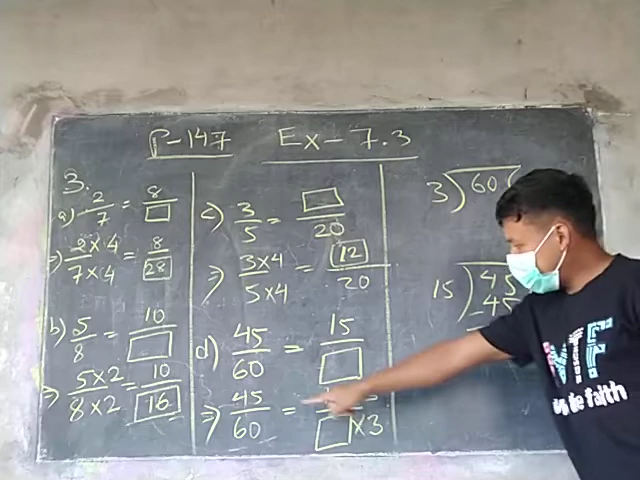 P-147 Ex-7.3
3.
a) 2/7 = 8/□
⇒ 2×4/7×4 = 8/28
b) 5/8 = 10/□
⇒ 5×2/8×2 = 10/16
c) 3/5 = □/20
⇒ 3×4/5×4 = 12/20
d) 45/60 = 15/□
⇒ 45/60 = /□×3
3)60(
15)45
-45
de faith